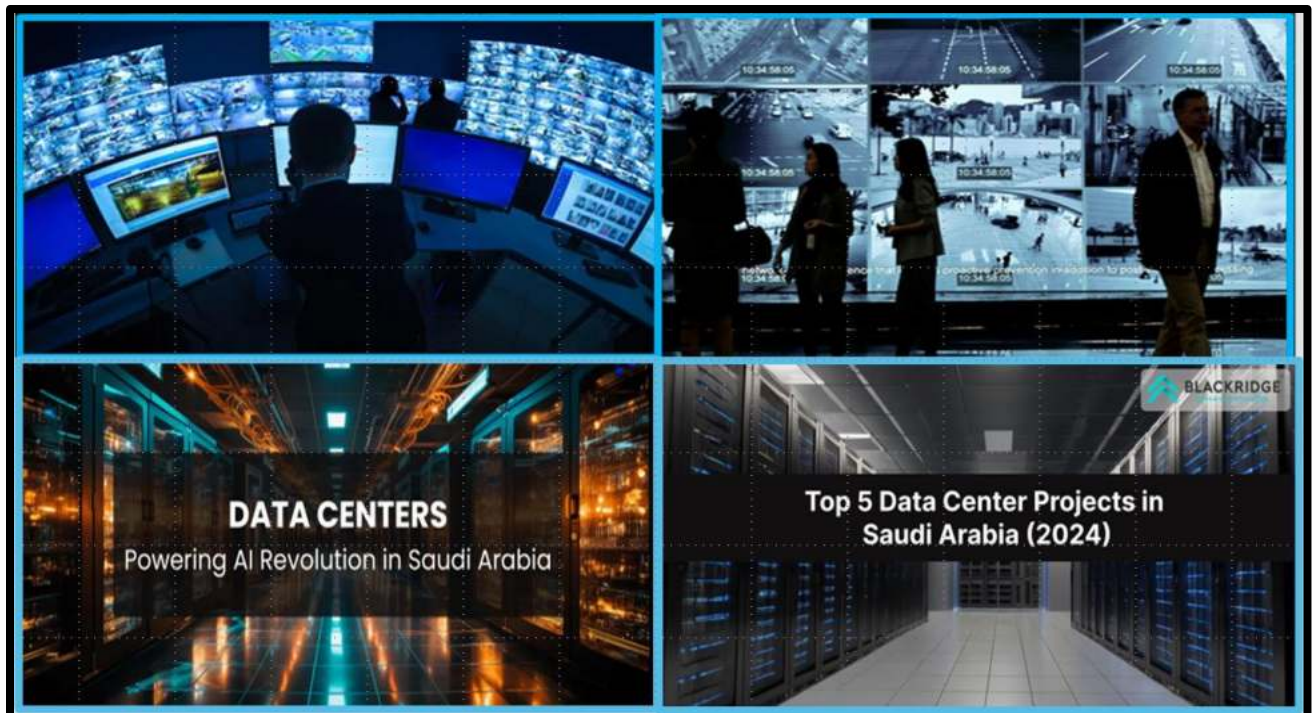 10:34:58:05
10:34:58:05
10:34:58:05
10:34:58:05
10:34:58:05
10:34:58:05
proactive prevention
10:34:58:05
DATA CENTERS
Powering AI Revolution in Saudi Arabia
BLACKRIDGE
Top 5 Data Center Projects in
Saudi Arabia (2024)